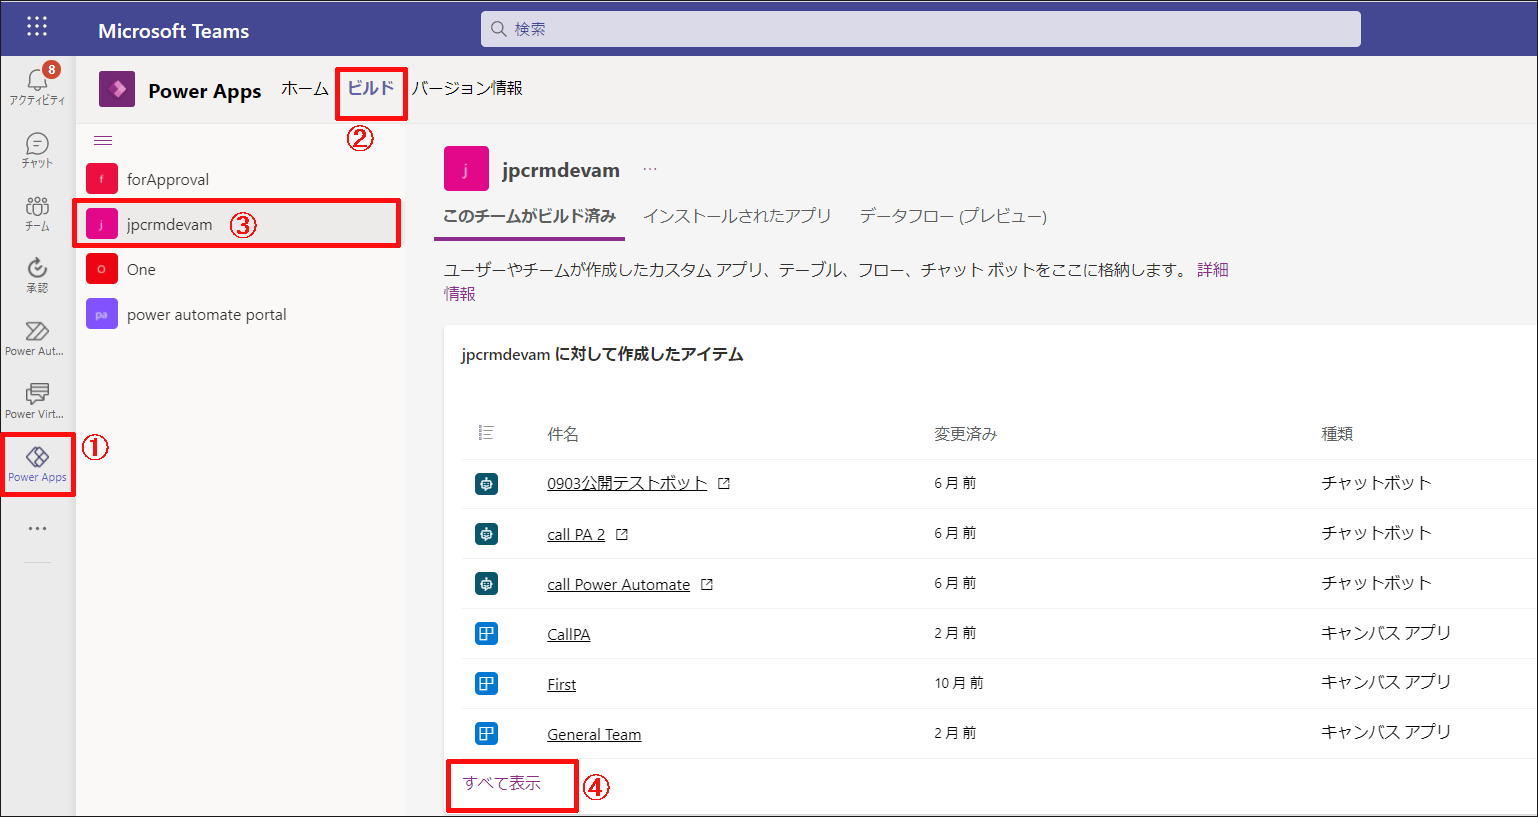 Microsoft Teams
検索
8
アクティビティ
チャット
チーム
承認
Power Aut...
Power Virt...
Power Apps
①
...
Power Apps ホーム ビルド バージョン情報
②
f forApproval
j jpcrmdevam ③
O One
pa power automate portal
j jpcrmdevam ...
このチームがビルド済み インストールされたアプリ データフロー (プレビュー)
ユーザーやチームが作成したカスタム アプリ、テーブル、フロー、チャット ボットをここに格納します。 詳細
情報
jpcrmdevam に対して作成したアイテム
件名 変更済み 種類
0903公開テストボット 6 月 前 チャットボット
call PA 2 6 月 前 チャットボット
call Power Automate 6 月 前 チャットボット
CallPA 2 月 前 キャンバス アプリ
First 10 月 前 キャンバス アプリ
General Team 2 月 前 キャンバス アプリ
すべて表示 ④